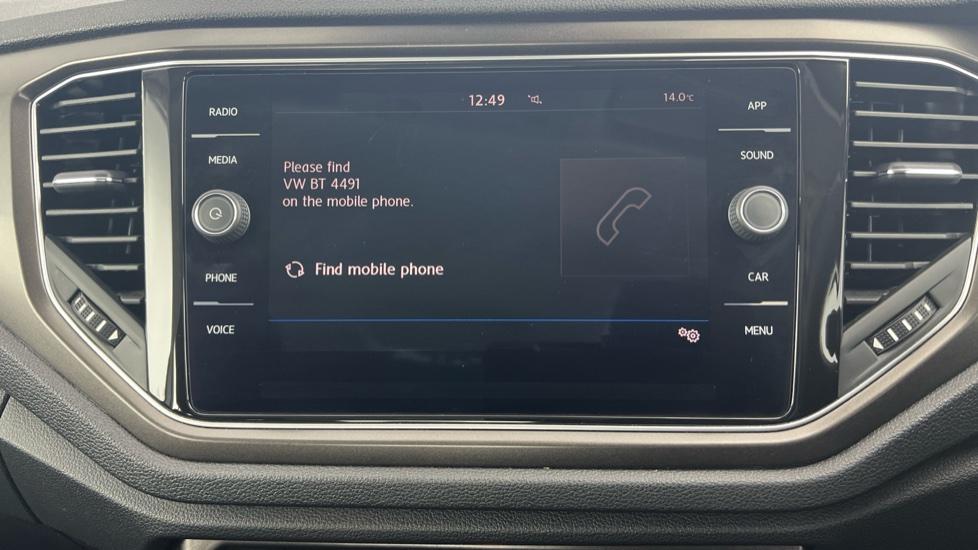 RADIO
MEDIA
PHONE
VOICE
12:49
14.0°C
Please find
VW BT 4491
on the mobile phone.
Find mobile phone
APP
SOUND
CAR
MENU